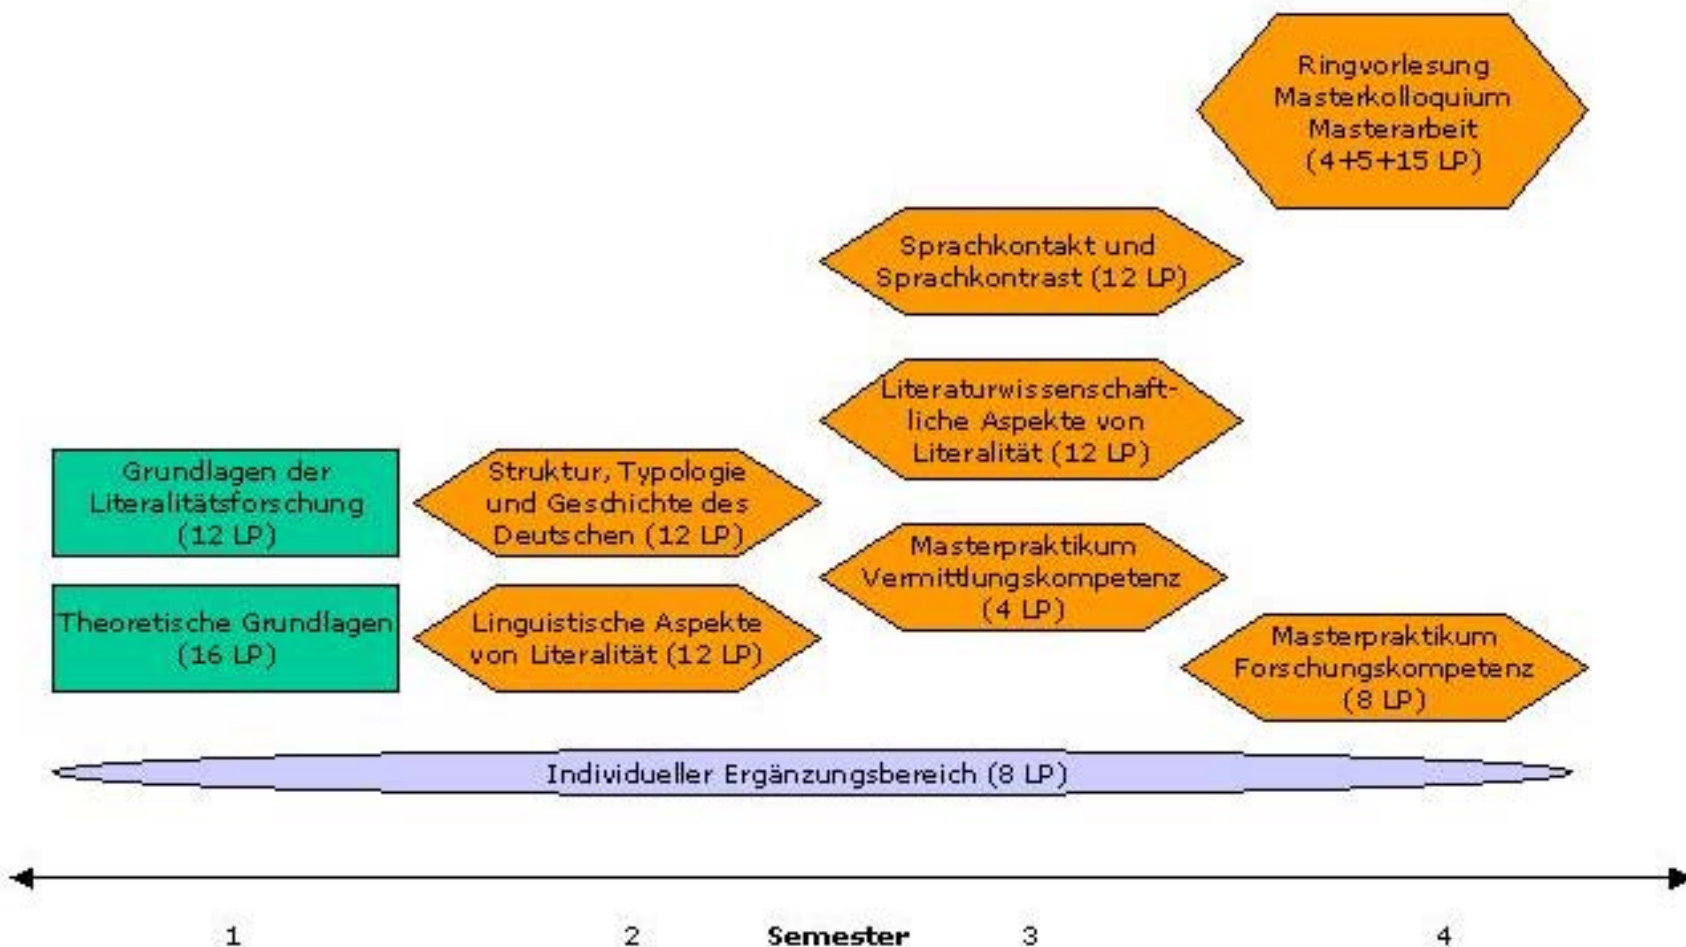 Ringvorlesung
Masterkolloquium
Masterarbeit
(4+5+15 LP)
Sprachkontakt und
Sprachkontrast (12 LP)
Literaturwissenschaft-
liche Aspekte von
Literalität (12 LP)
Grundlagen der
Literalitätsforschung
(12 LP)
Struktur, Typologie
und Geschichte des
Deutschen (12 LP)
Masterpraktikum
Vermittlungskompetenz
(4 LP)
Theoretische Grundlagen
(16 LP)
Linguistische Aspekte
von Literalität (12 LP)
Masterpraktikum
Forschungskompetenz
(8 LP)
Individueller Ergänzungsbereich (8 LP)
1 2 Semester 3 4